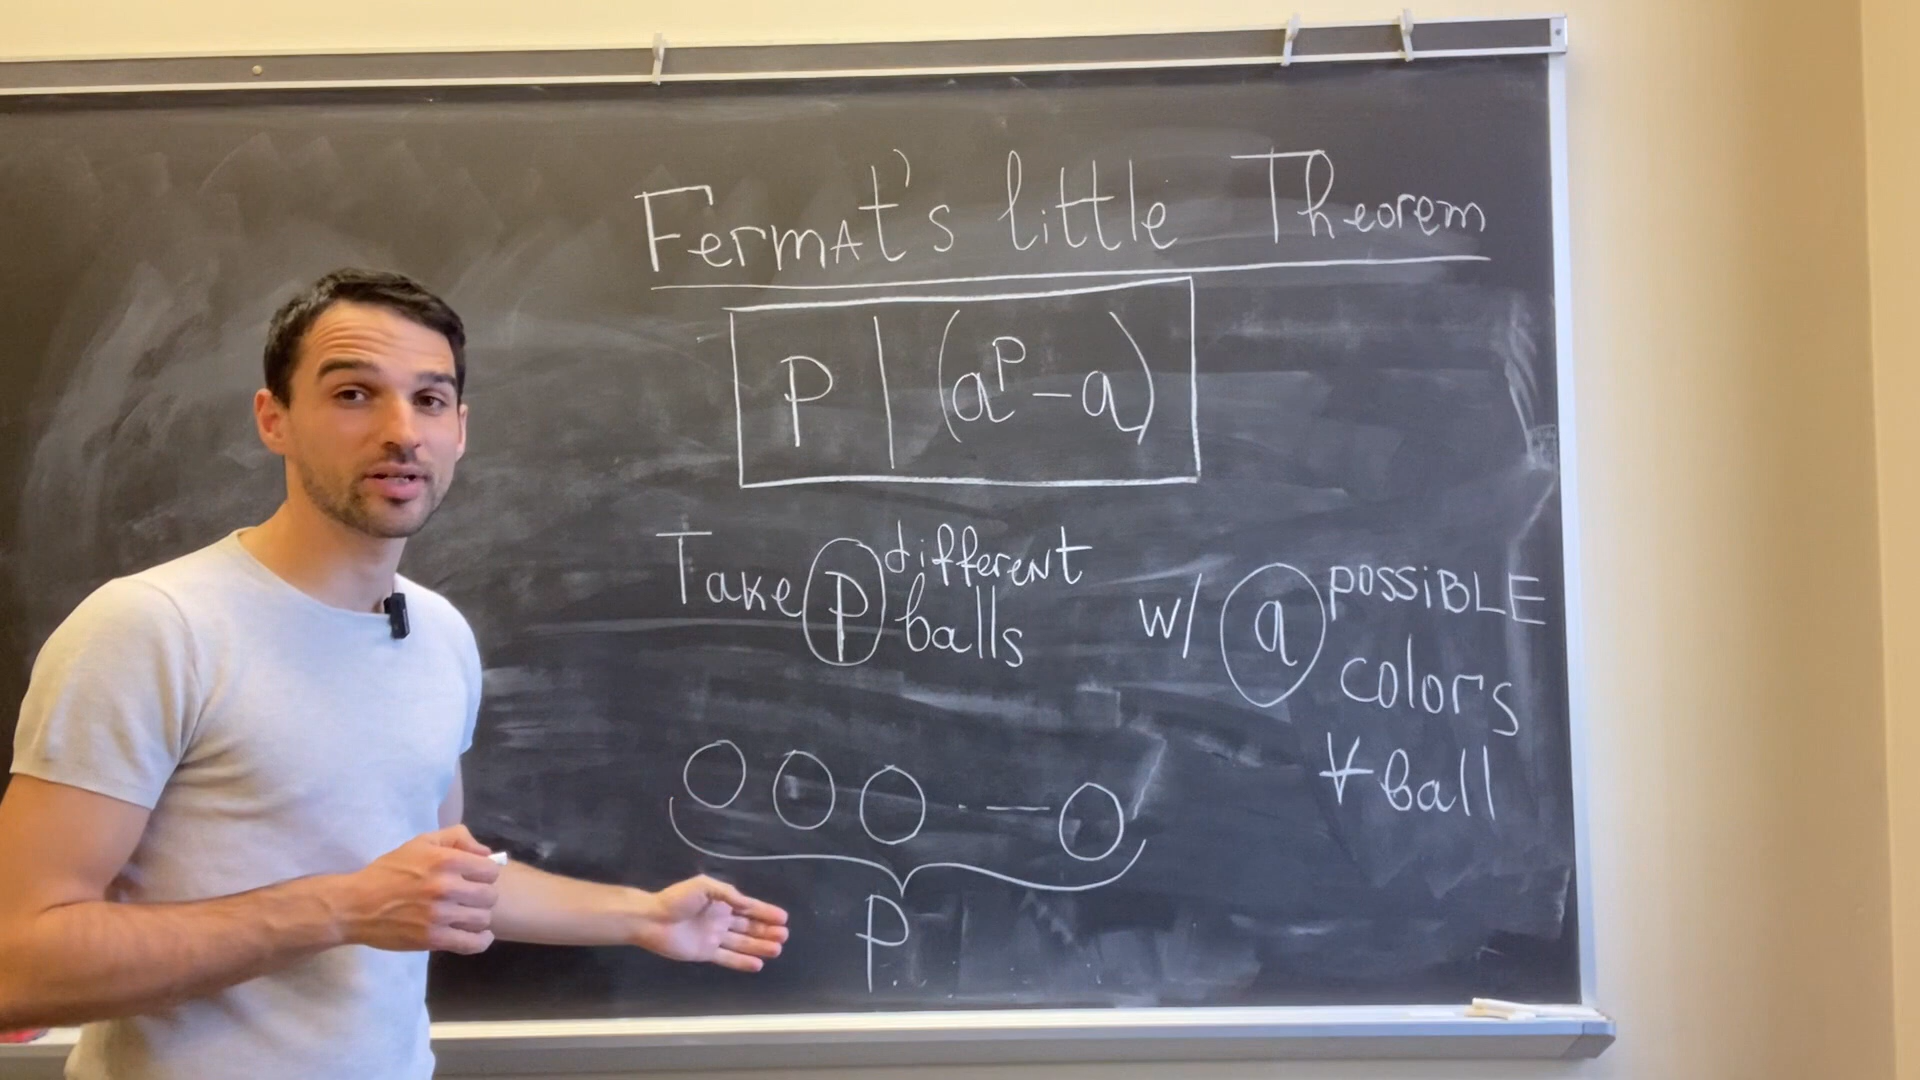 Fermat's little Theorem
p | (a^p - a)
Take p different balls w/ a possible colors ∀ ball
p